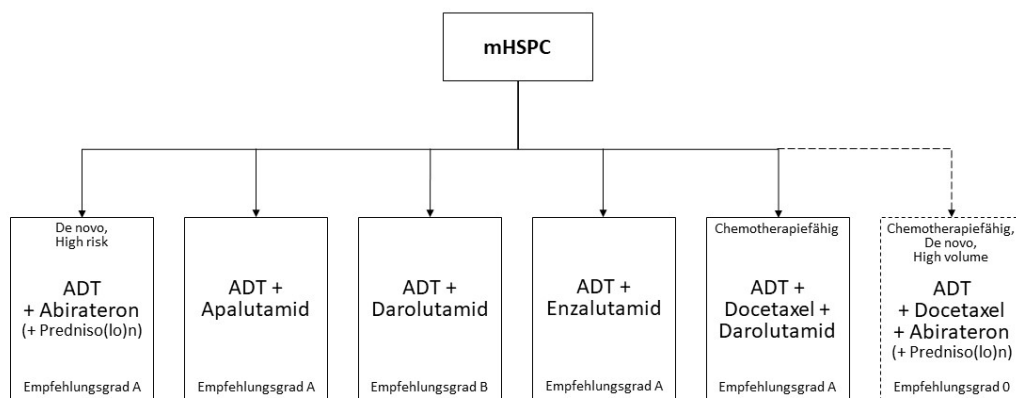 mHSPC
De novo,
High risk
ADT
+ Abirateron
(+ Predniso(lo)n)
Empfehlungsgrad A
ADT +
Apalutamid
Empfehlungsgrad A
ADT +
Darolutamid
Empfehlungsgrad B
ADT +
Enzalutamid
Empfehlungsgrad A
Chemotherapiefähig
ADT +
Docetaxel +
Darolutamid
Empfehlungsgrad A
Chemotherapiefähig,
De novo,
High volume
ADT
+ Docetaxel
+ Abirateron
(+ Predniso(lo)n)
Empfehlungsgrad 0